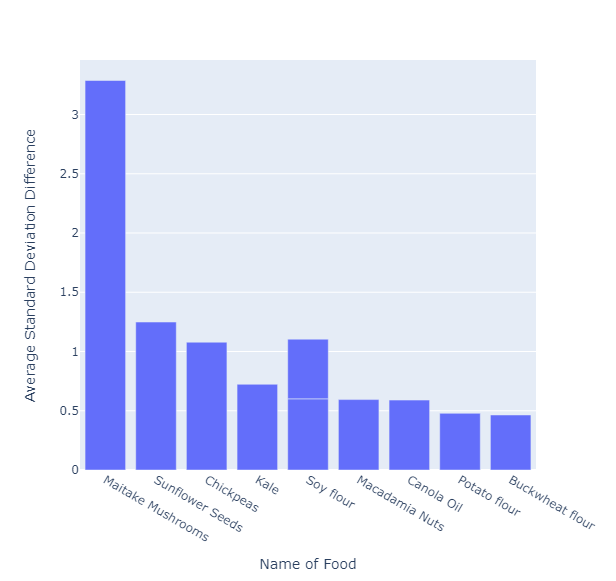 Average Standard Deviation Difference
3
2.5
2
1.5
1
0.5
0
Maitake Mushrooms
Sunflower Seeds
Chickpeas
Kale
Soy flour
Macadamia Nuts
Canola Oil
Potato flour
Buckwheat flour
Name of Food